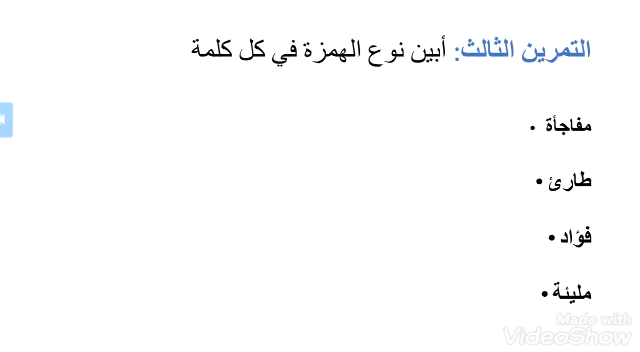 التمرين الثالث: أبين نوع الهمزة في كل كلمة
مفاجأة •
طارئ •
فؤاد •
مليئة •
Made with
VideoShow